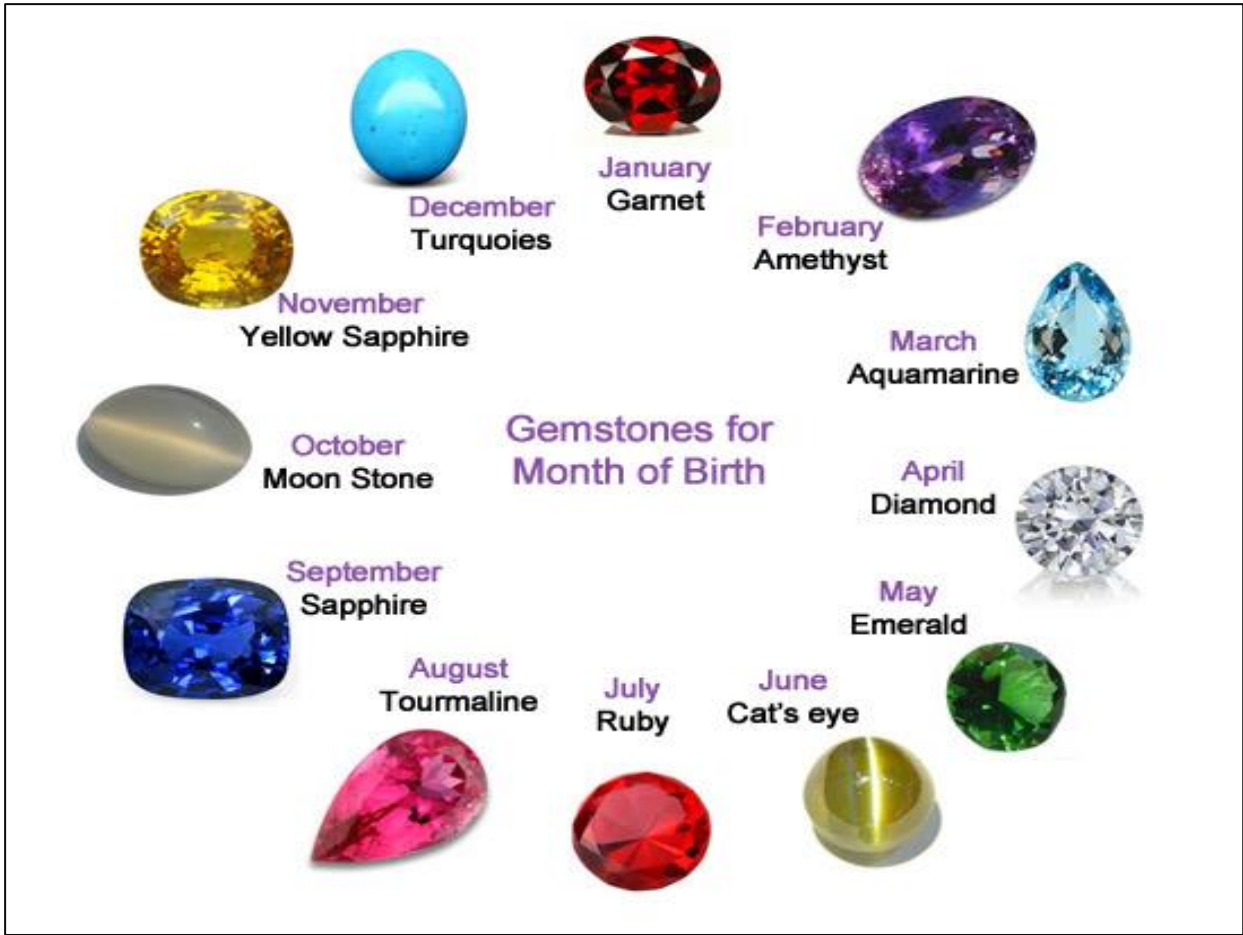 January
Garnet
February
Amethyst
March
Aquamarine
April
Diamond
May
Emerald
June
Cat's eye
July
Ruby
August
Tourmaline
September
Sapphire
October
Moon Stone
November
Yellow Sapphire
December
Turquoies
Gemstones for
Month of Birth